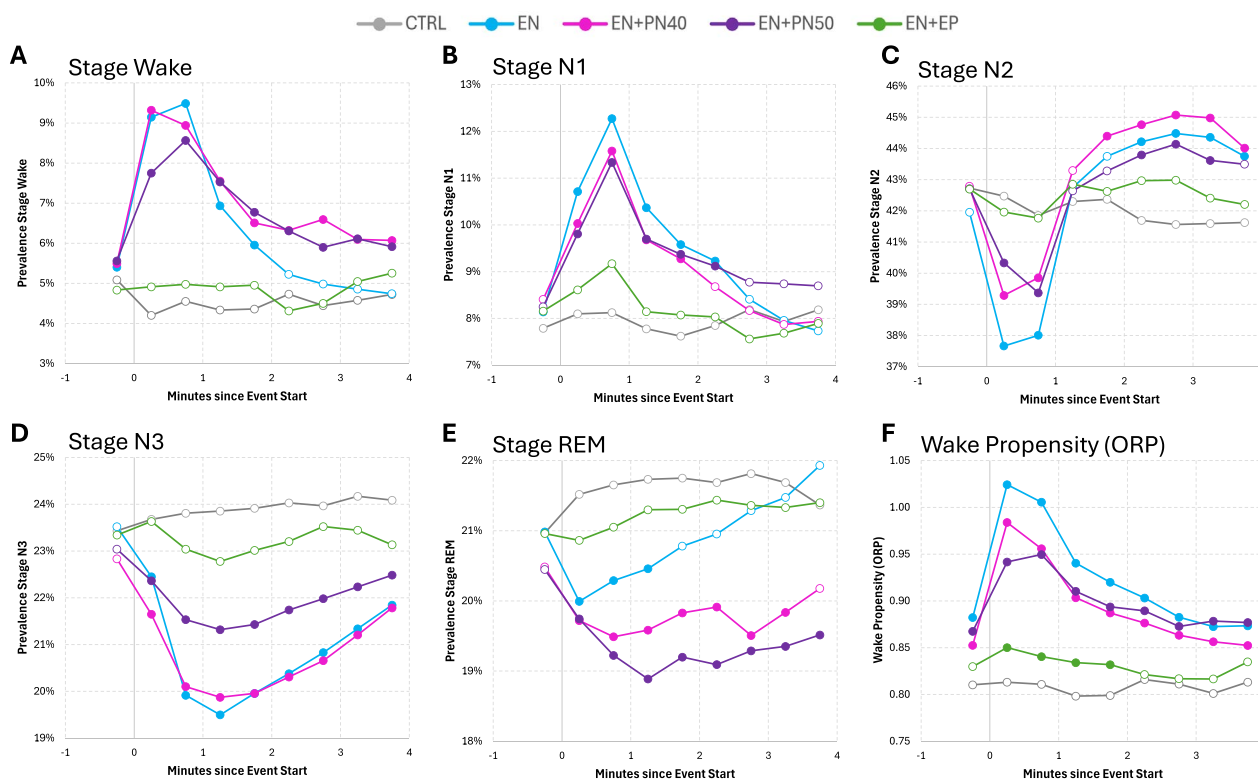 CTRL EN EN+PN40 EN+PN50 EN+EP
A Stage Wake
Prevalence Stage Wake
10%
9%
8%
7%
6%
5%
4%
3%
-1 0 1 2 3 4
Minutes since Event Start
B Stage N1
Prevalence Stage N1
13%
12%
11%
10%
9%
8%
7%
-1 0 1 2 3 4
Minutes since Event Start
C Stage N2
Prevalence Stage N2
46%
45%
44%
43%
42%
41%
40%
39%
38%
37%
-1 0 1 2 3
Minutes since Event Start
D Stage N3
Prevalence Stage N3
25%
24%
23%
22%
21%
20%
19%
-1 0 1 2 3 4
Minutes since Event Start
E Stage REM
Prevalence Stage REM
22%
21%
20%
19%
18%
-1 0 1 2 3 4
Minutes since Event Start
F Wake Propensity (ORP)
Wake Propensity (ORP)
1.05
1.00
0.95
0.90
0.85
0.80
0.75
-1 0 1 2 3
Minutes since Event Start